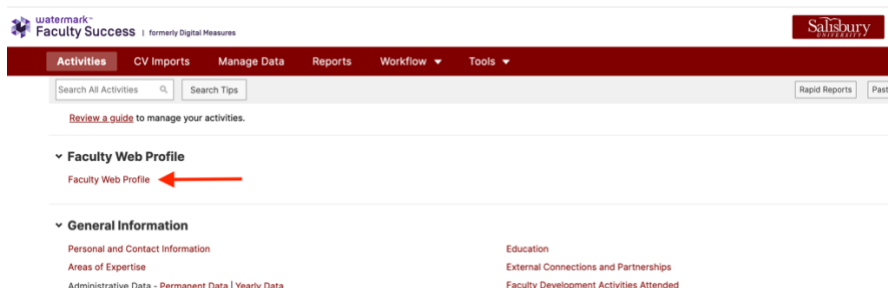 watermark™
Faculty Success | formerly Digital Measures
Salisbury
UNIVERSITY
Activities CV Imports Manage Data Reports Workflow Tools
Search All Activities Search Tips Rapid Reports Past
Review a guide to manage your activities.
Faculty Web Profile
Faculty Web Profile
General Information
Personal and Contact Information Education
Areas of Expertise External Connections and Partnerships
Administrative Data - Permanent Data | Yearly Data Faculty Development Activities Attended